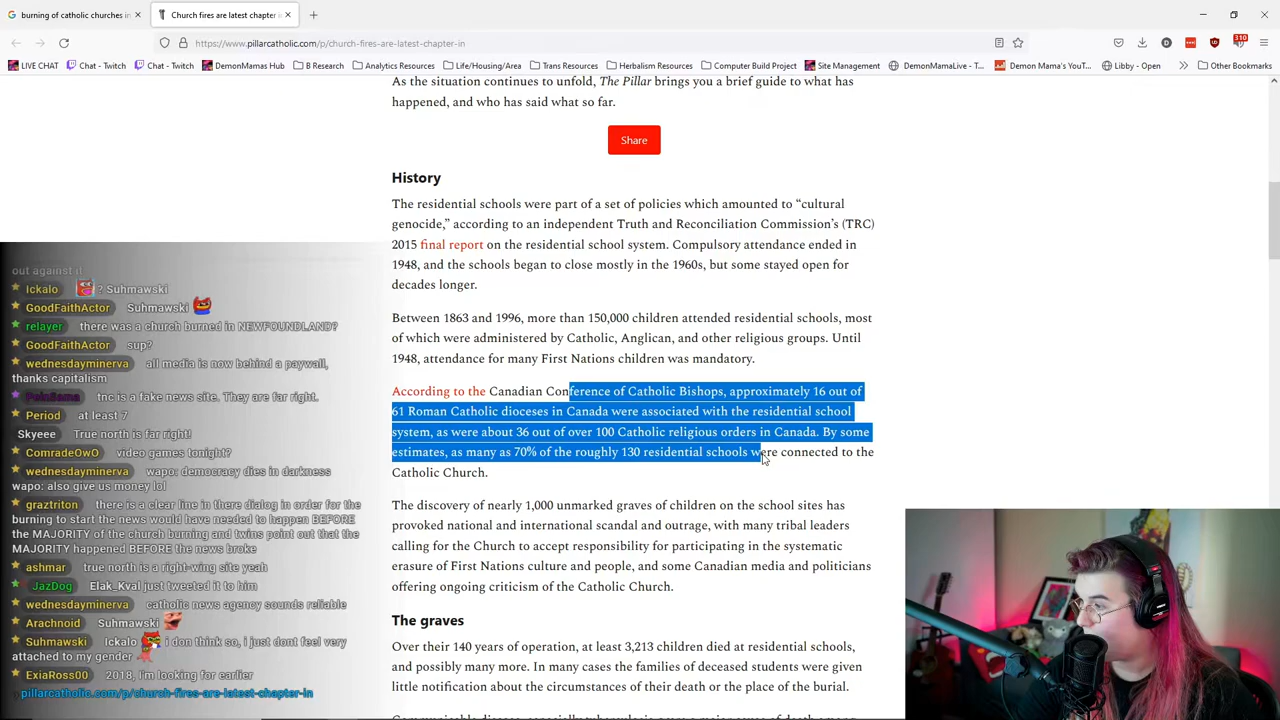 burning of catholic churches in
Church fires are latest chapter in
https://www.pillarcatholic.com/p/church-fires-are-latest-chapter-in
310
LIVE CHAT
Chat - Twitch
Chat - Twitch
DemonMamas Hub
B Research
Analytics Resources
Life/Housing/Area
Trans Resources
Herbalism Resources
Computer Build Project
Site Management
DemonMamaLive - T...
Demon Mama's YouT...
Libby - Open
Other Bookmarks
As the situation continues to unfold, The Pillar brings you a brief guide to what has
happened, and who has said what so far.
Share
History
The residential schools were part of a set of policies which amounted to “cultural
genocide,” according to an independent Truth and Reconciliation Commission’s (TRC)
2015 final report on the residential school system. Compulsory attendance ended in
1948, and the schools began to close mostly in the 1960s, but some stayed open for
decades longer.
Between 1863 and 1996, more than 150,000 children attended residential schools, most
of which were administered by Catholic, Anglican, and other religious groups. Until
1948, attendance for many First Nations children was mandatory.
According to the Canadian Conference of Catholic Bishops, approximately 16 out of
61 Roman Catholic dioceses in Canada were associated with the residential school
system, as were about 36 out of over 100 Catholic religious orders in Canada. By some
estimates, as many as 70% of the roughly 130 residential schools were connected to the
Catholic Church.
The discovery of nearly 1,000 unmarked graves of children on the school sites has
provoked national and international scandal and outrage, with many tribal leaders
calling for the Church to accept responsibility for participating in the systematic
erasure of First Nations culture and people, and some Canadian media and politicians
offering ongoing criticism of the Catholic Church.
The graves
Over their 140 years of operation, at least 3,213 children died at residential schools,
and possibly many more. In many cases the families of deceased students were given
little notification about the circumstances of their death or the place of the burial.
out against it
Ickalo ? Suhmawski
GoodFaithActor Suhmawski
relayer there was a church burned in NEWFOUNDLAND?
GoodFaithActor sup?
wednesdayminerva all media is now behind a paywall,
thanks capitalism
tnc is a fake news site. They are far right.
Period at least 7
Skyeee True north is far right!
ComradeOwO video games tonight?
wednesdayminerva wapo: democracy dies in darkness
wapo: also give us money lol
graztriton there is a clear line in there dialog in order for the
burning to start the news would have needed to happen BEFORE
the MAJORITY of the church burning and twins point out that the
MAJORITY happened BEFORE the news broke
ashmar true north is a right-wing site yeah
JazDog Elak_Kval just tweeted it to him
wednesdayminerva catholic news agency sounds reliable
Arachnoid Suhmawski
Suhmawski Ickalo i don think so, i just dont feel very
attached to my gender
ExiaRoss00 2018, I'm looking for earlier
pillarcatholic.com/p/church-fires-are-latest-chapter-in